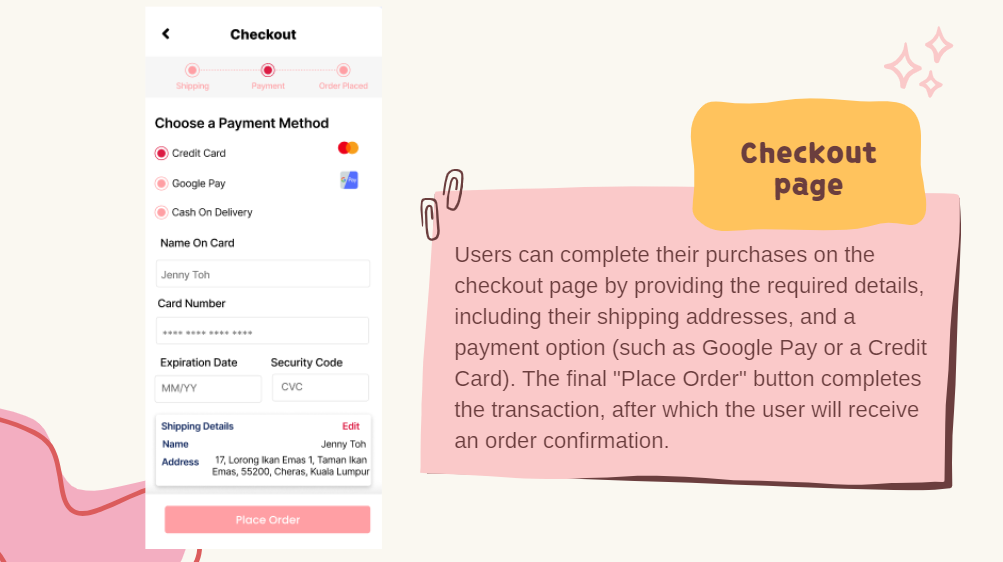 Checkout
Shipping
Payment
Order Placed
Choose a Payment Method
Credit Card
Google Pay
G Pay
Cash On Delivery
Name On Card
Jenny Toh
Card Number
**** **** **** ****
Expiration Date
Security Code
MM/YY
CVC
Shipping Details
Edit
Name
Jenny Toh
Address
17, Lorong Ikan Emas 1, Taman Ikan
Emas, 55200, Cheras, Kuala Lumpur
Place Order
Checkout
page
Users can complete their purchases on the
checkout page by providing the required details,
including their shipping addresses, and a
payment option (such as Google Pay or a Credit
Card). The final "Place Order" button completes
the transaction, after which the user will receive
an order confirmation.